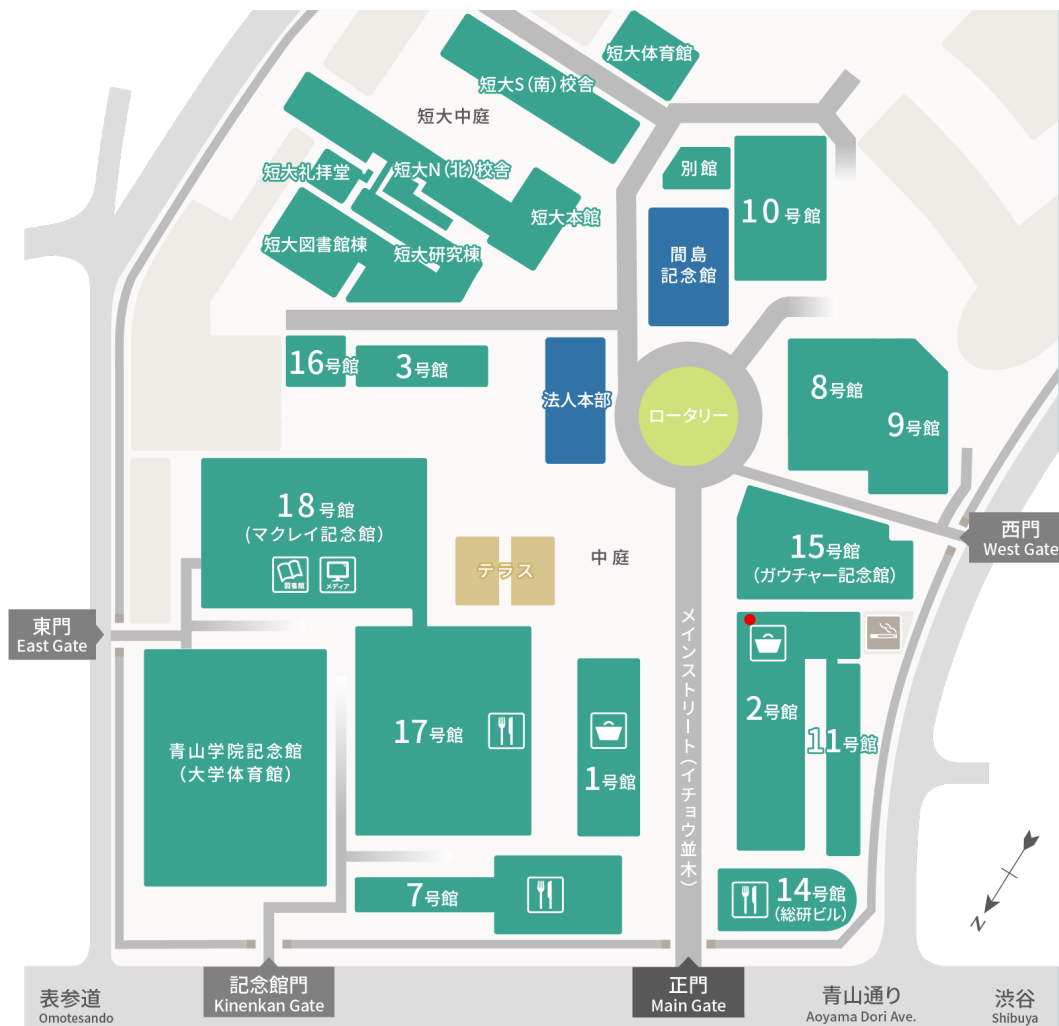 短大体育館
短大S(南)校舎
短大中庭
別館
10号館
短大礼拝堂
短大N(北)校舎
短大本館
短大図書館棟
短大研究棟
間島
記念館
16号館
3号館
法人本部
ロータリー
8号館
9号館
18号館
(マクレイ記念館)
図書館
メディア
テラス
中庭
15号館
(ガウチャー記念館)
西門
West Gate
東門
East Gate
メインストリート(イチョウ並木)
2号館
11号館
青山学院記念館
(大学体育館)
17号館
1号館
7号館
14号館
(総研ビル)
N
記念館門
Kinenkan Gate
正門
Main Gate
表参道
Omotesando
青山通り
Aoyama Dori Ave.
渋谷
Shibuya